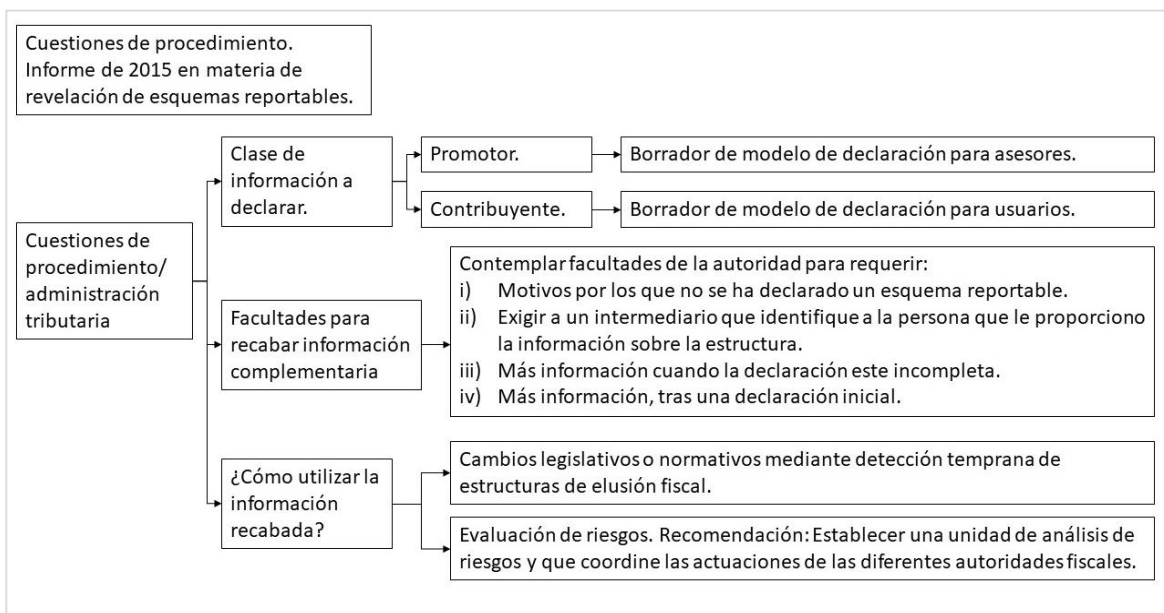 Cuestiones de procedimiento.
Informe de 2015 en materia de
revelación de esquemas reportables.
Cuestiones de
procedimiento/
administración
tributaria
Clase de
información a
declarar.
Promotor.
Borrador de modelo de declaración para asesores.
Contribuyente.
Borrador de modelo de declaración para usuarios.
Facultades para
recabar información
complementaria
Contemplar facultades de la autoridad para requerir:
i) Motivos por los que no se ha declarado un esquema reportable.
ii) Exigir a un intermediario que identifique a la persona que le proporciono
la información sobre la estructura.
iii) Más información cuando la declaración este incompleta.
iv) Más información, tras una declaración inicial.
¿Cómo utilizar la
información
recabada?
Cambios legislativos o normativos mediante detección temprana de
estructuras de elusión fiscal.
Evaluación de riesgos. Recomendación: Establecer una unidad de análisis de
riesgos y que coordine las actuaciones de las diferentes autoridades fiscales.